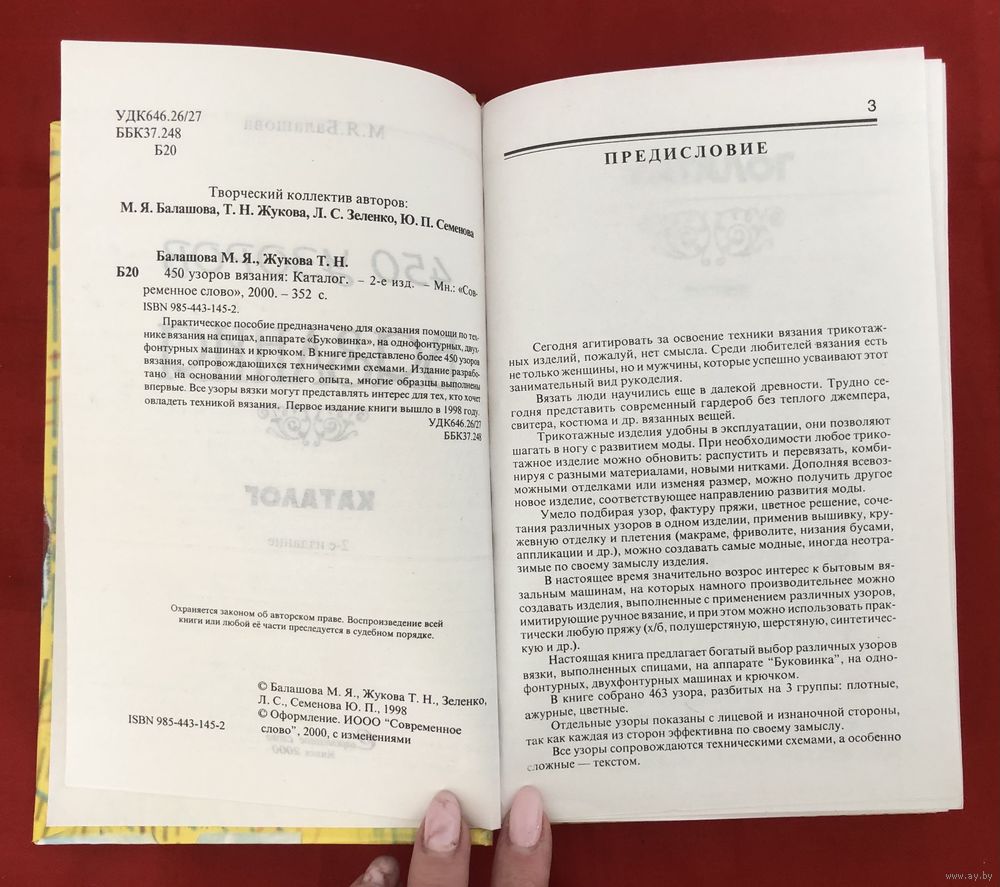 УДК646.26/27
ББК37.248
Б20
Творческий коллектив авторов:
М. Я. Балашова, Т. Н. Жукова, Л. С. Зеленко, Ю. П. Семенова
Балашова М. Я., Жукова Т. Н.
Б20 450 узоров вязания: Каталог. – 2-е изд. – Мн.: «Сов-
ременное слово», 2000. – 352 с.
ISBN 985-443-145-2.
Практическое пособие предназначено для оказания помощи по тех-
нике вязания на спицах, аппарате «Буковинка», на однофонтурных, двух-
фонтурных машинах и крючком. В книге представлено более 450 узоров
вязания, сопровождающихся техническими схемами. Издание разрабо-
тано на основании многолетнего опыта, многие образцы выполнены
впервые. Все узоры вязки могут представлять интерес для тех, кто хочет
овладеть техникой вязания. Первое издание книги вышло в 1998 году.
УДК646.26/27
ББК37.248
Охраняется законом об авторском праве. Воспроизведение всей
книги или любой её части преследуется в судебном порядке.
© Балашова М. Я., Жукова Т. Н., Зеленко,
Л. С., Семенова Ю. П., 1998
© Оформление. ИООО "Современное
слово", 2000, с изменениями
ISBN 985-443-145-2
3
ПРЕДИСЛОВИЕ
Сегодня агитировать за освоение техники вязания трикотаж-
ных изделий, пожалуй, нет смысла. Среди любителей вязания есть
не только женщины, но и мужчины, которые успешно усваивают этот
занимательный вид рукоделия.
Вязать люди научились еще в далекой древности. Трудно се-
годня представить современный гардероб без теплого джемпера,
свитера, костюма и др. вязанных вещей.
Трикотажные изделия удобны в эксплуатации, они позволяют
шагать в ногу с развитием моды. При необходимости любое трико-
тажное изделие можно обновить: распустить и перевязать, комби-
нируя с разными материалами, новыми нитками. Дополняя всевоз-
можными отделками или изменяя размер, можно получить другое
новое изделие, соответствующее направлению развития моды.
Умело подбирая узор, фактуру пряжи, цветное решение, соче-
тания различных узоров в одном изделии, применив вышивку, кру-
жевную отделку и плетения (макраме, фриволите, низания бусами,
аппликации и др.), можно создавать самые модные, иногда неотра-
зимые по своему замыслу изделия.
В настоящее время значительно возрос интерес к бытовым вя-
зальным машинам, на которых намного производительнее можно
создавать изделия, выполненные с применением различных узоров,
имитирующие ручное вязание, и при этом можно использовать прак-
тически любую пряжу (х/б, полушерстяную, шерстяную, синтетичес-
кую и др.).
Настоящая книга предлагает богатый выбор различных узоров
вязки, выполненных спицами, на аппарате "Буковинка", на одно-
фонтурных, двухфонтурных машинах и крючком.
В книге собрано 463 узора, разбитых на 3 группы: плотные,
ажурные, цветные.
Отдельные узоры показаны с лицевой и изнаночной стороны,
так как каждая из сторон эффективна по своему замыслу.
Все узоры сопровождаются техническими схемами, а особенно
сложные — текстом.
www.ay.by